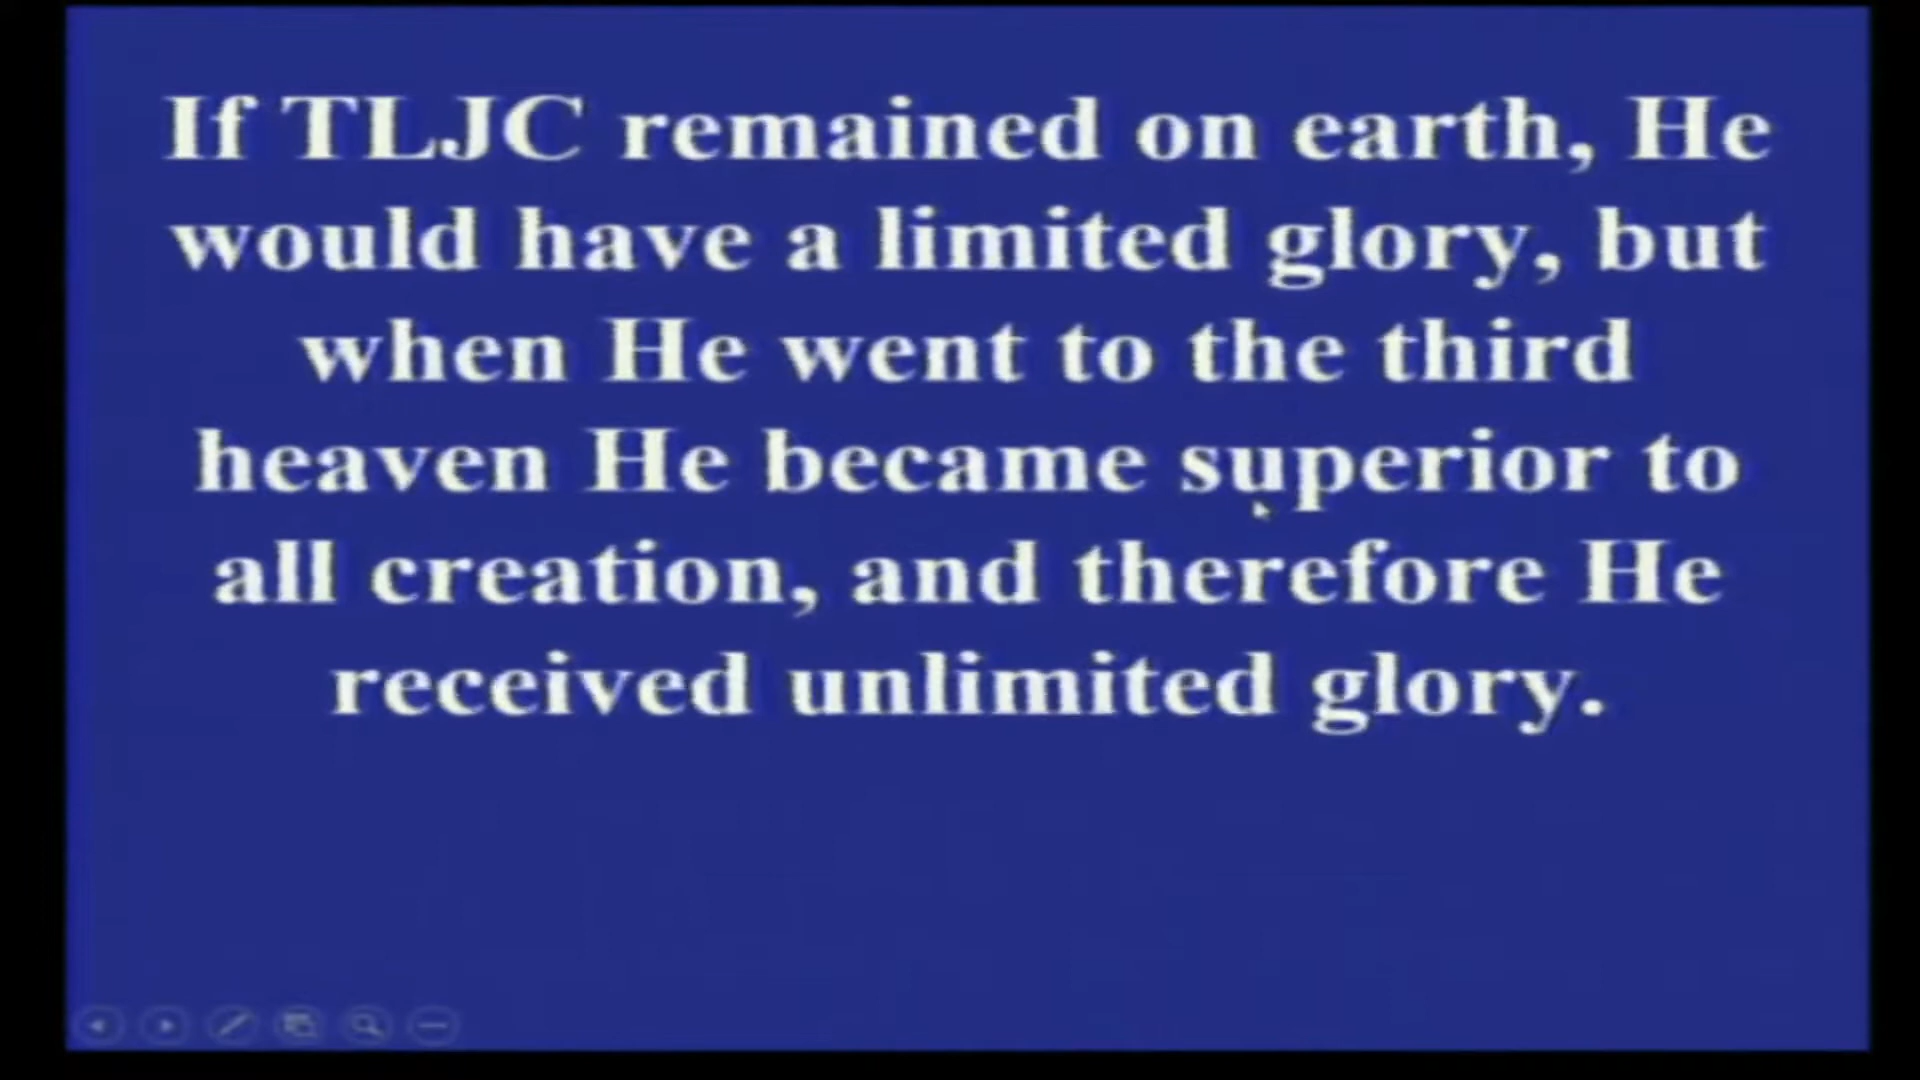 If TLJC remained on earth, He
would have a limited glory, but
when He went to the third
heaven He became superior to
all creation, and therefore He
received unlimited glory.